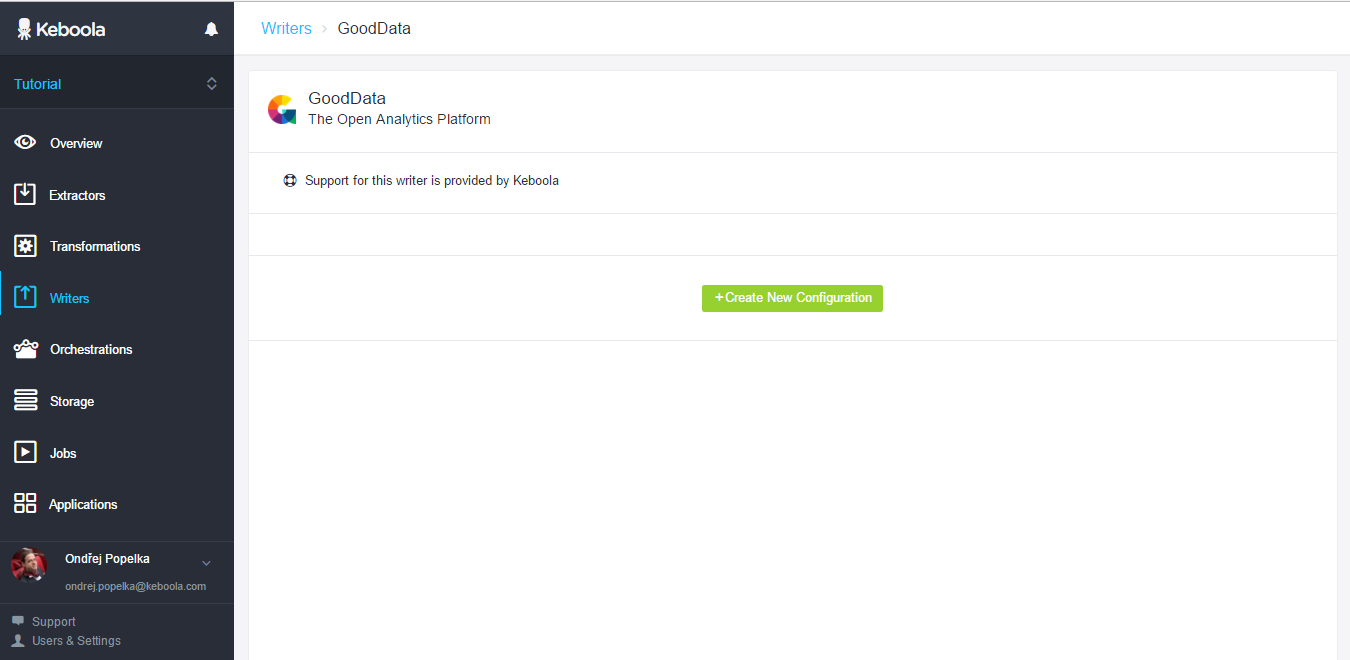 Keboola
Tutorial
Overview
Extractors
Transformations
Writers
Orchestrations
Storage
Jobs
Applications
Ondřej Popelka
ondrej.popelka@keboola.com
Support
Users & Settings
Writers › GoodData
GoodData
The Open Analytics Platform
Support for this writer is provided by Keboola
+Create New Configuration